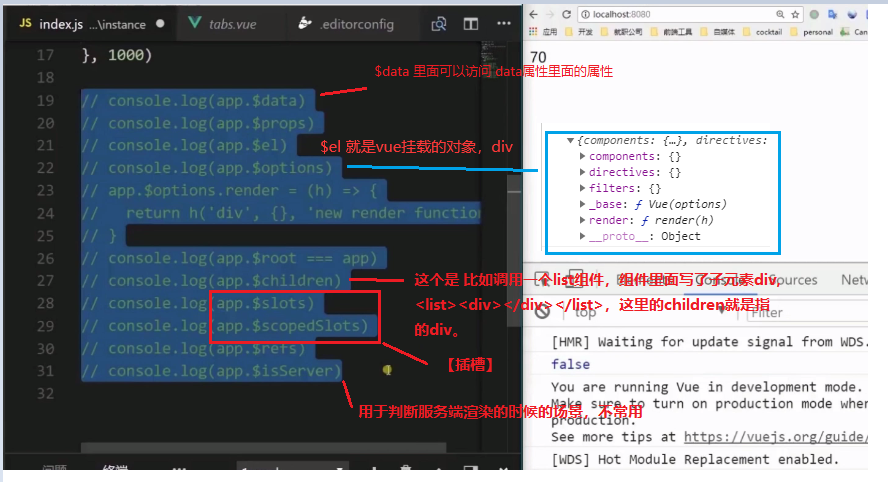 JS index.js ...\instance ●
tabs.vue
.editorconfig
localhost:8080
应用 开发 前端工具 自媒体 cocktail personal Can
70
17 }, 1000)
18
$data 里面可以访问 data属性里面的属性
19 // console.log(app.$data)
20 // console.log(app.$props)
21 // console.log(app.$el)
$el 就是vue挂载的对象，div
22 // console.log(app.$options)
23 // app.$options.render = (h) => {
24 // return h('div', {}, 'new render function
25 // }
26 // console.log(app.$root === app)
27 // console.log(app.$children)
28 // console.log(app.$slots)
29 // console.log(app.$scopedSlots)
30 // console.log(app.$refs)
31 // console.log(app.$isServer)
32
{components: {…}, directives:
components: {}
directives: {}
filters: {}
_base: ƒ Vue(options)
render: ƒ render(h)
__proto__: Object
这个是 比如调用一个list组件，组件里面写了子元素div,
<list><div></div></list>，这里的children就是指
的div。
【插槽】
用于判断服务端渲染的时候的场景，不常用
Sources Netw
top
Filter
[HMR] Waiting for update signal from WDS.
false
You are running Vue in development mode.
Make sure to turn on production mode when
production.
See more tips at https://vuejs.org/guide/
[WDS] Hot Module Replacement enabled.